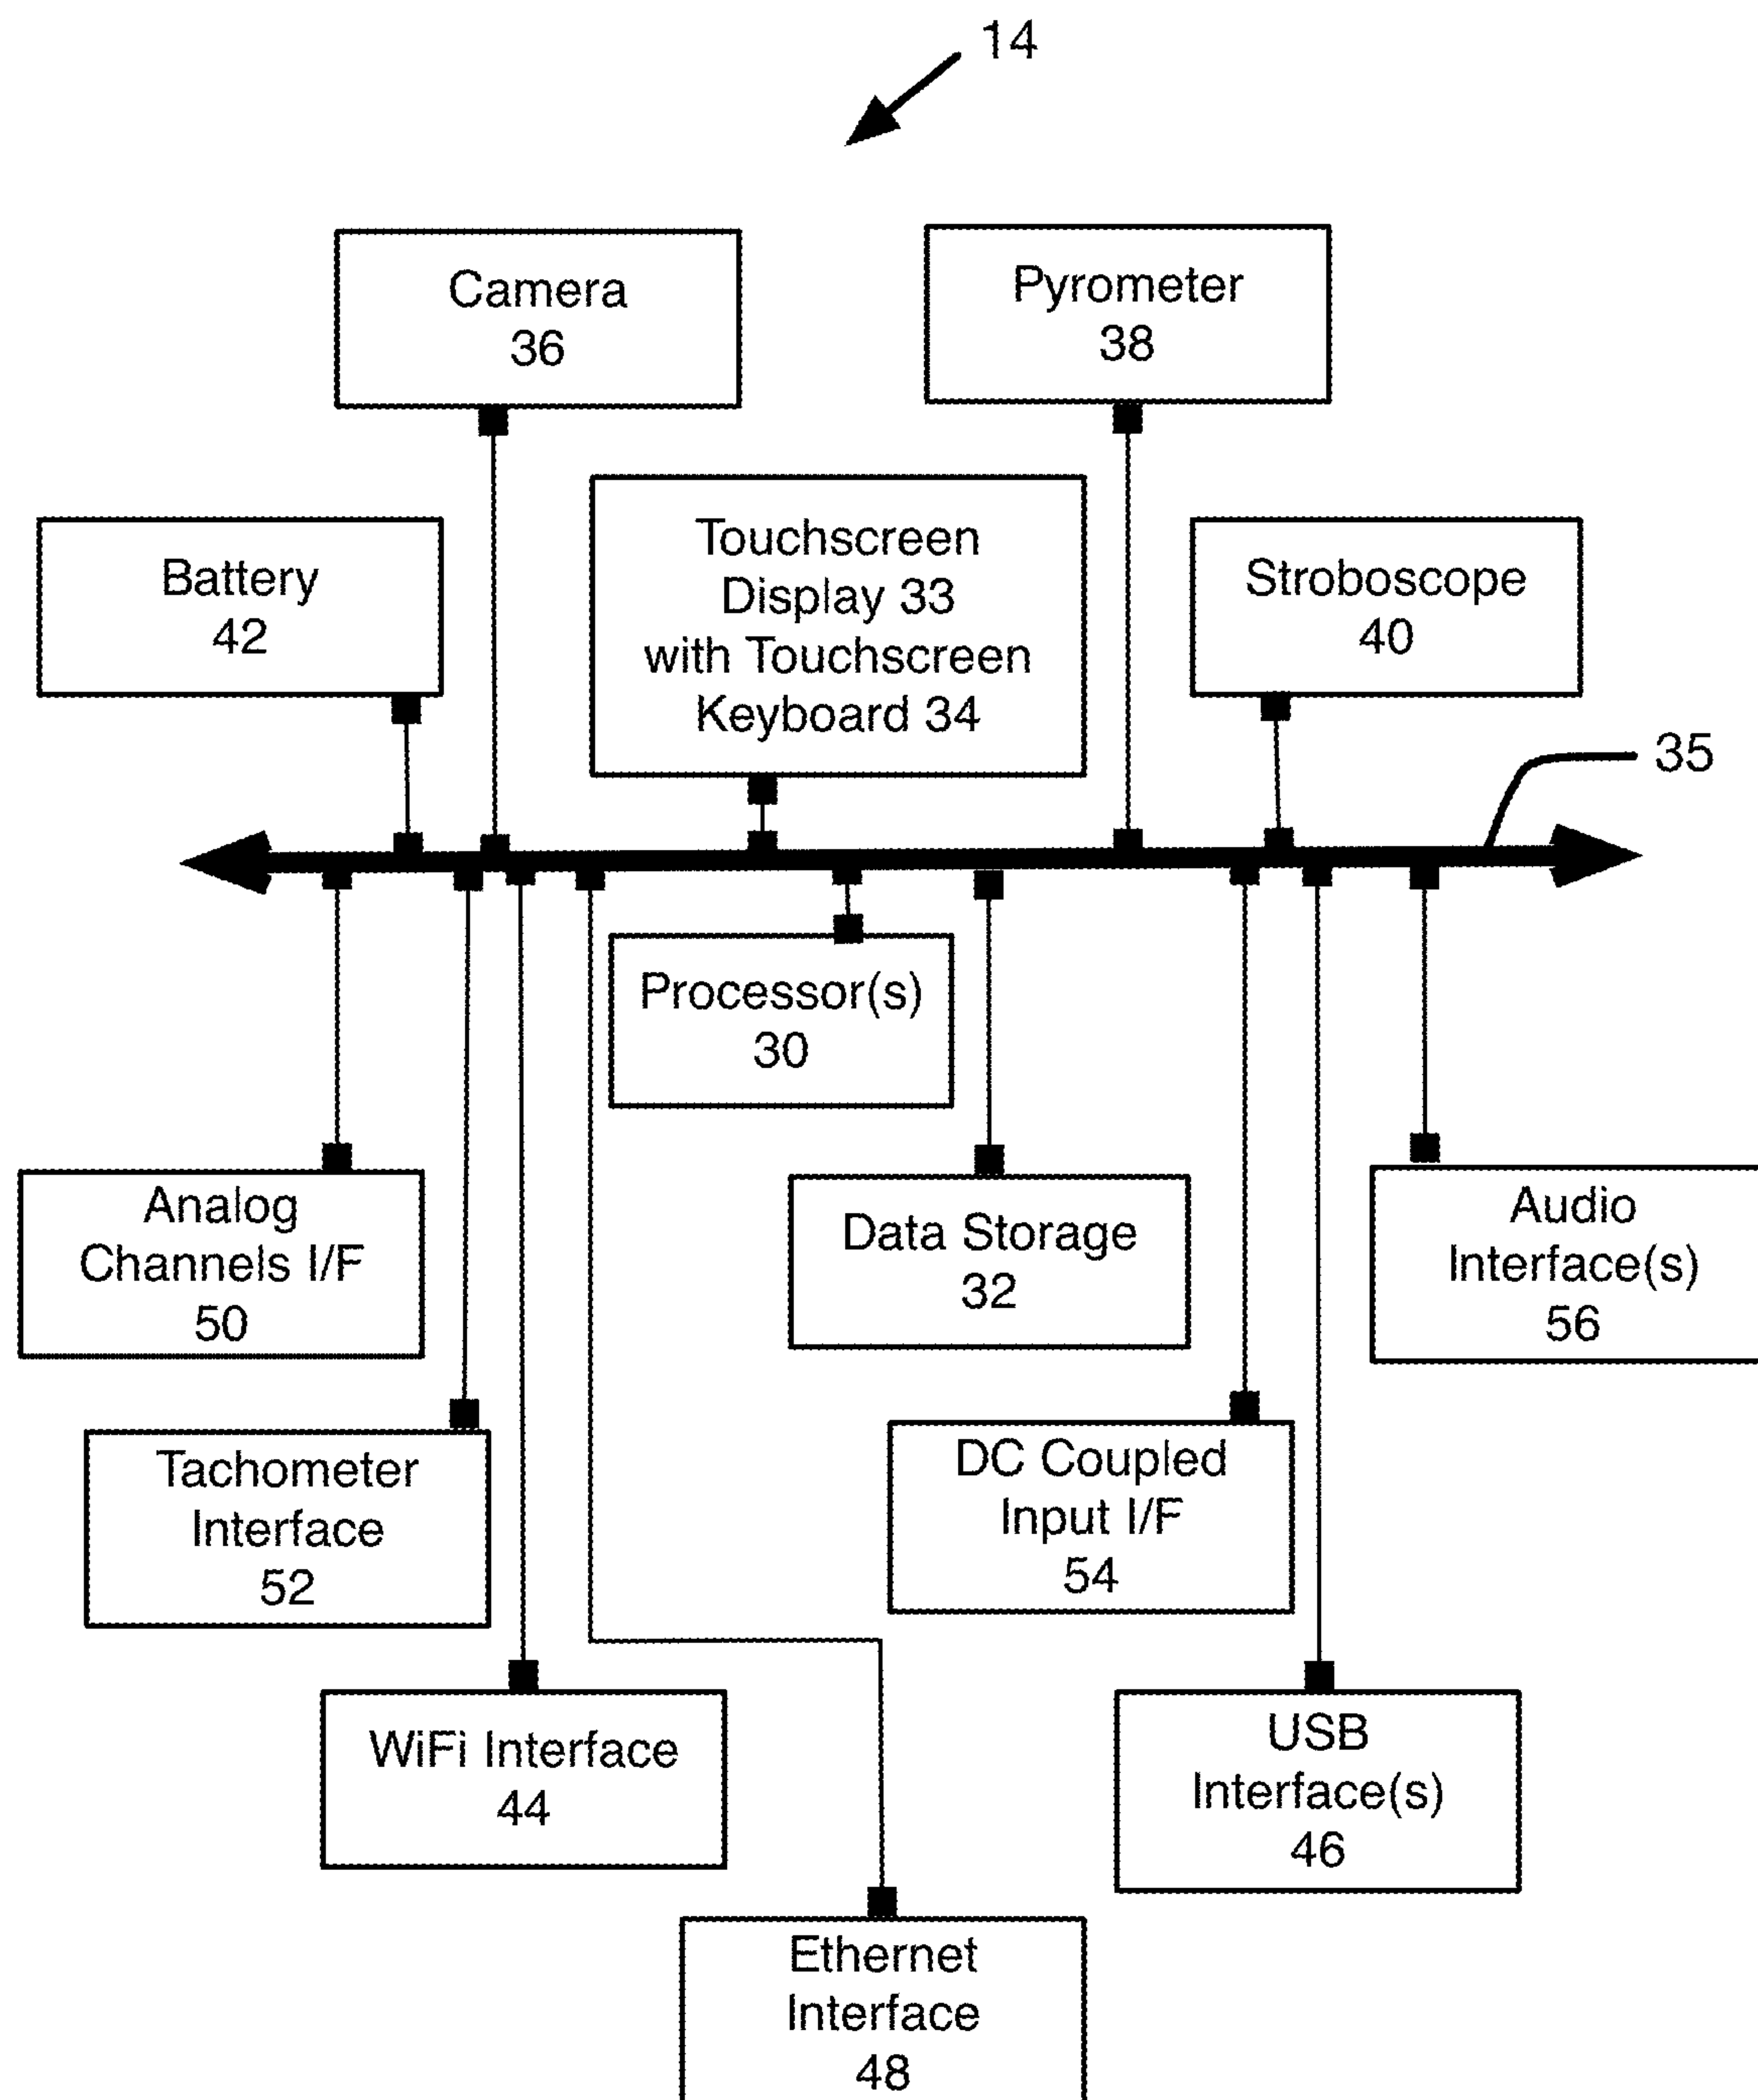 14
Camera
36
Pyrometer
38
Battery
42
Touchscreen
Display 33
with Touchscreen
Keyboard 34
Stroboscope
40
35
Processor(s)
30
Analog
Channels I/F
50
Data Storage
32
Audio
Interface(s)
56
Tachometer
Interface
52
DC Coupled
Input I/F
54
WiFi Interface
44
USB
Interface(s)
46
Ethernet
Interface
48